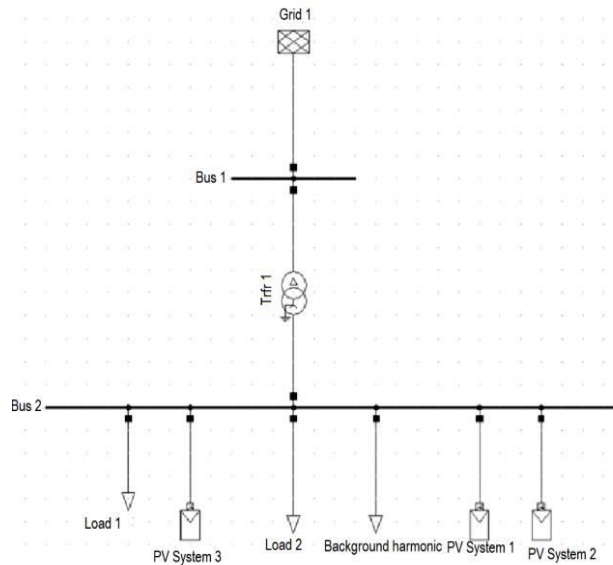 Grid 1
Bus 1
Trfr 1
Bus 2
Load 1
PV System 3
Load 2
Background harmonic
PV System 1
PV System 2